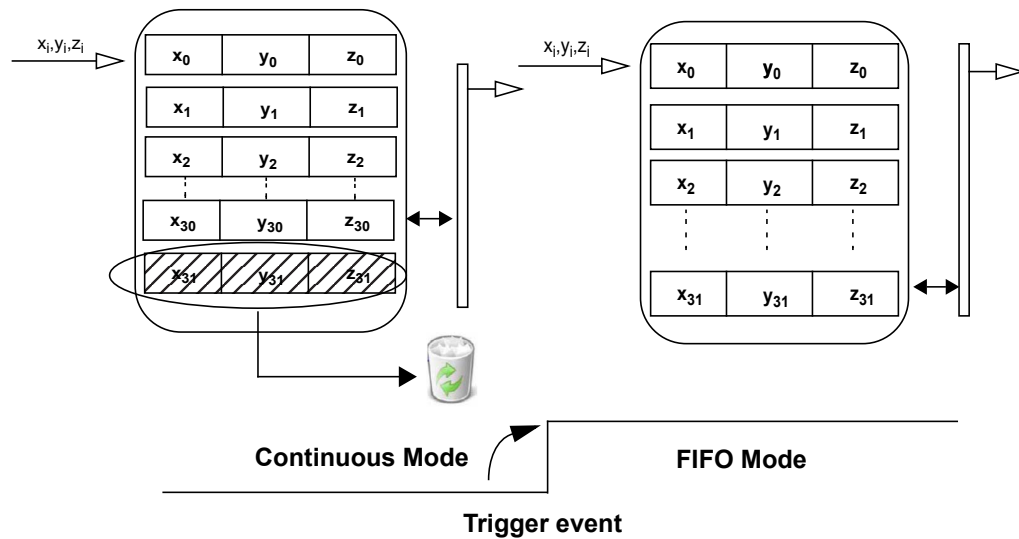 xi,yi,zi
x0 y0 z0
x1 y1 z1
x2 y2 z2
x30 y30 z30
x31 y31 z31
xi,yi,zi
x0 y0 z0
x1 y1 z1
x2 y2 z2
x31 y31 z31
Continuous Mode
FIFO Mode
Trigger event